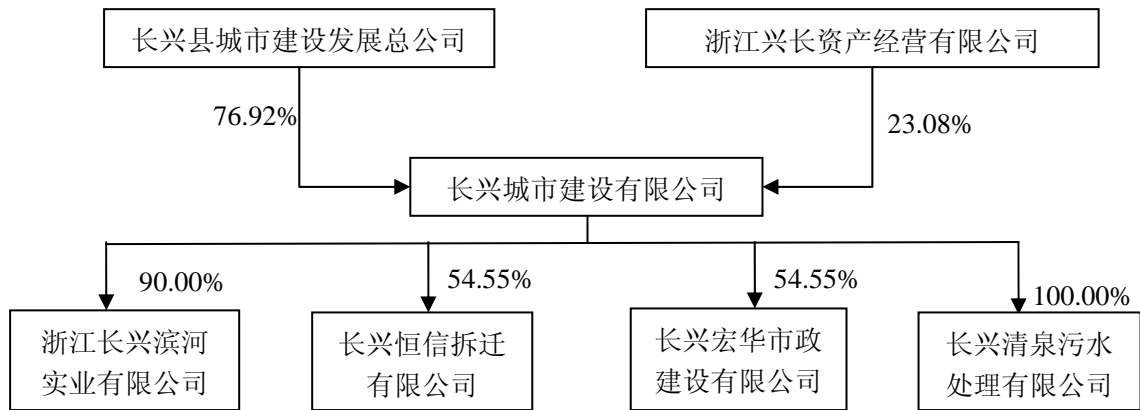 长兴县城市建设发展总公司
浙江兴长资产经营有限公司
76.92%
23.08%
长兴城市建设有限公司
90.00%
54.55%
54.55%
100.00%
浙江长兴滨河
实业有限公司
长兴恒信拆迁
有限公司
长兴宏华市政
建设有限公司
长兴清泉污水
处理有限公司